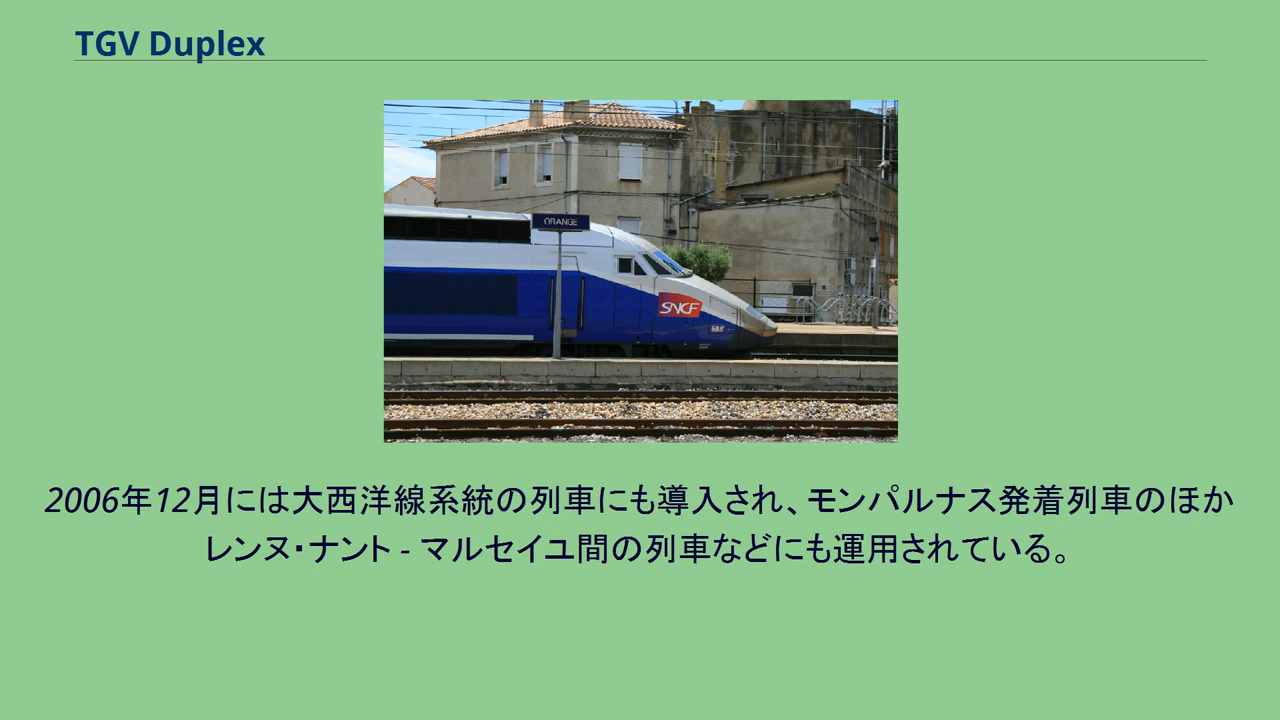 TGV Duplex
ORANGE
SNCF
2006年12月には大西洋線系統の列車にも導入され、モンパルナス発着列車のほか
レンヌ・ナント - マルセイユ間の列車などにも運用されている。